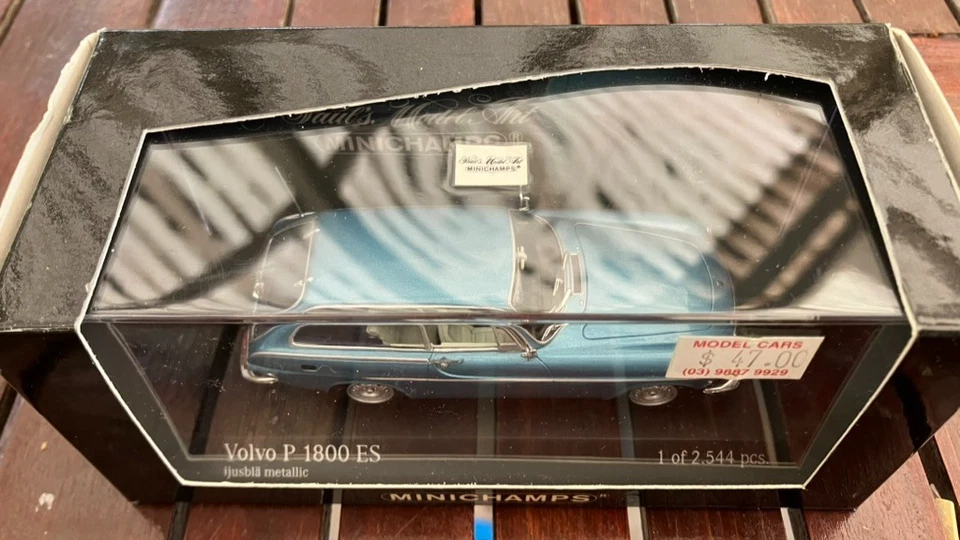 Paul's Model Art
MINICHAMPS®
Paul's Model Art
MINICHAMPS®
MODEL CARS
$ 47.00
(03) 9887 9929
Volvo P 1800 ES
ijusblå metallic
1 of 2.544 pcs.
MINICHAMPS®